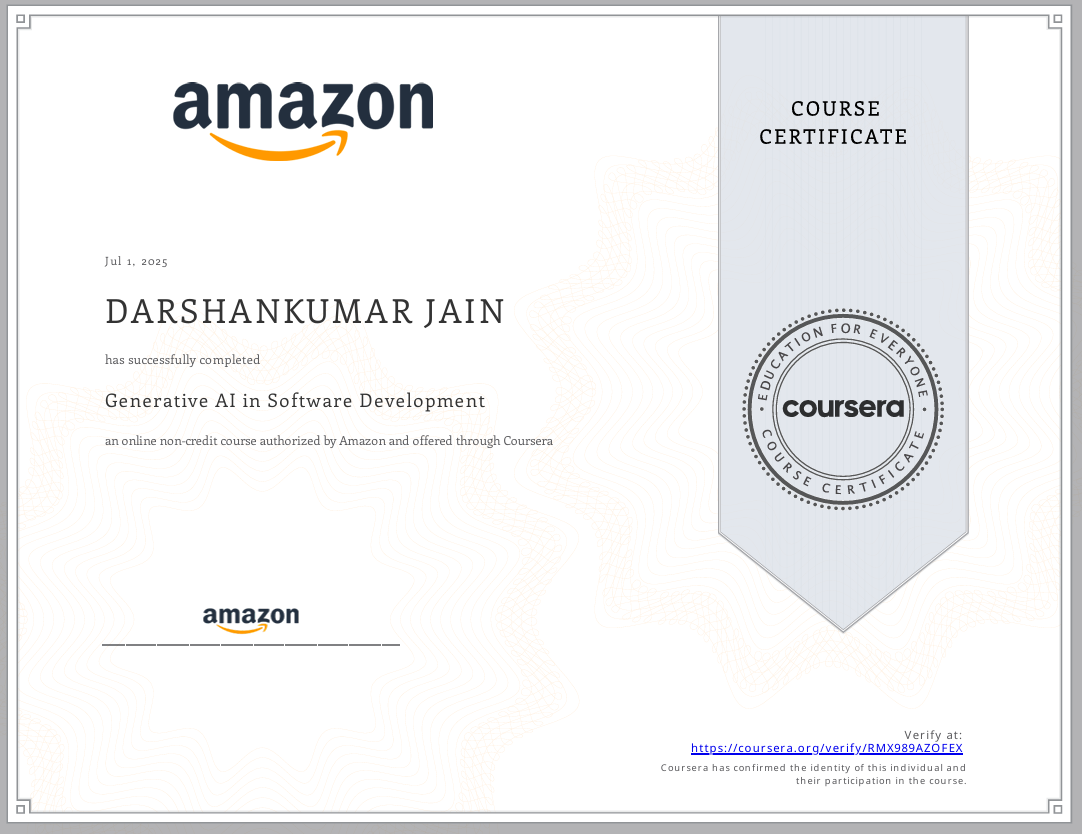 amazon
COURSE
CERTIFICATE
Jul 1, 2025
DARSHANKUMAR JAIN
has successfully completed
Generative AI in Software Development
an online non-credit course authorized by Amazon and offered through Coursera
EDUCATION FOR EVERYONE
coursera
COURSE CERTIFICATE
amazon
Verify at:
https://coursera.org/verify/RMX989AZOFEX
Coursera has confirmed the identity of this individual and
their participation in the course.